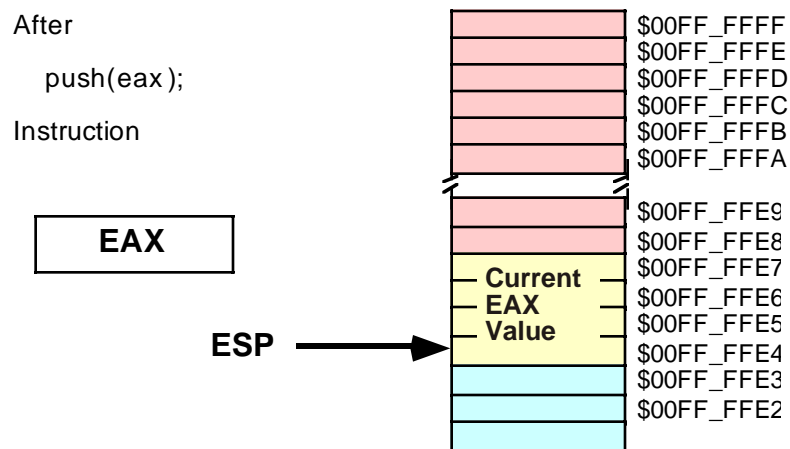 After
push(eax);
Instruction
EAX
ESP
Current
EAX
Value
$00FF_FFFF
$00FF_FFFE
$00FF_FFFD
$00FF_FFFC
$00FF_FFFB
$00FF_FFFA
$00FF_FFE9
$00FF_FFE8
$00FF_FFE7
$00FF_FFE6
$00FF_FFE5
$00FF_FFE4
$00FF_FFE3
$00FF_FFE2